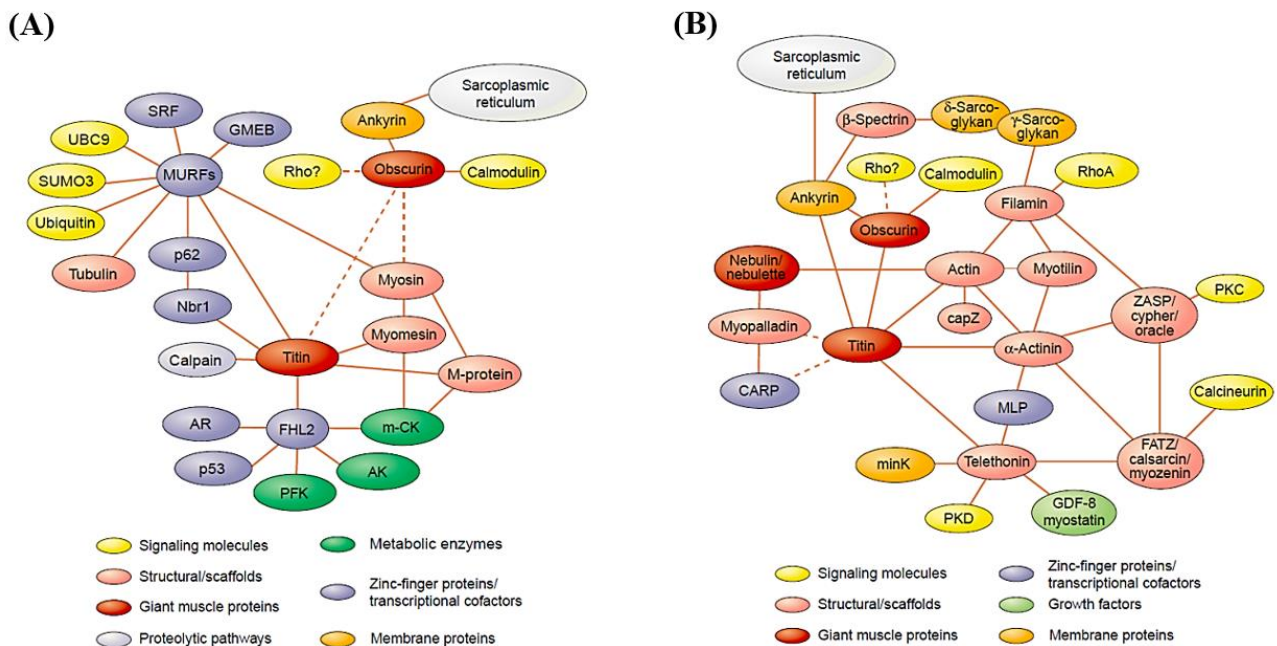 (A)
Sarcoplasmic
reticulum
SRF
GMEB
UBC9
Ankyrin
SUMO3
MURFs
Rho?
Obscurin
Calmodulin
Ubiquitin
Tubulin
p62
Myosin
Nbr1
Myomesin
Calpain
Titin
M-protein
AR
FHL2
m-CK
p53
AK
PFK
Signaling molecules
Structural/scaffolds
Giant muscle proteins
Proteolytic pathways
Metabolic enzymes
Zinc-finger proteins/
transcriptional cofactors
Membrane proteins
(B)
Sarcoplasmic
reticulum
β-Spectrin
δ-Sarco-
glykan
γ-Sarco-
glykan
Rho?
Calmodulin
RhoA
Ankyrin
Filamin
Obscurin
Nebulin/
nebulette
Actin
Myotilin
PKC
ZASP/
cypher/
oracle
capZ
Myopalladin
Titin
α-Actinin
CARP
MLP
Calcineurin
minK
Telethonin
FATZ/
calsarcin/
myozenin
PKD
GDF-8
myostatin
Signaling molecules
Structural/scaffolds
Giant muscle proteins
Zinc-finger proteins/
transcriptional cofactors
Growth factors
Membrane proteins